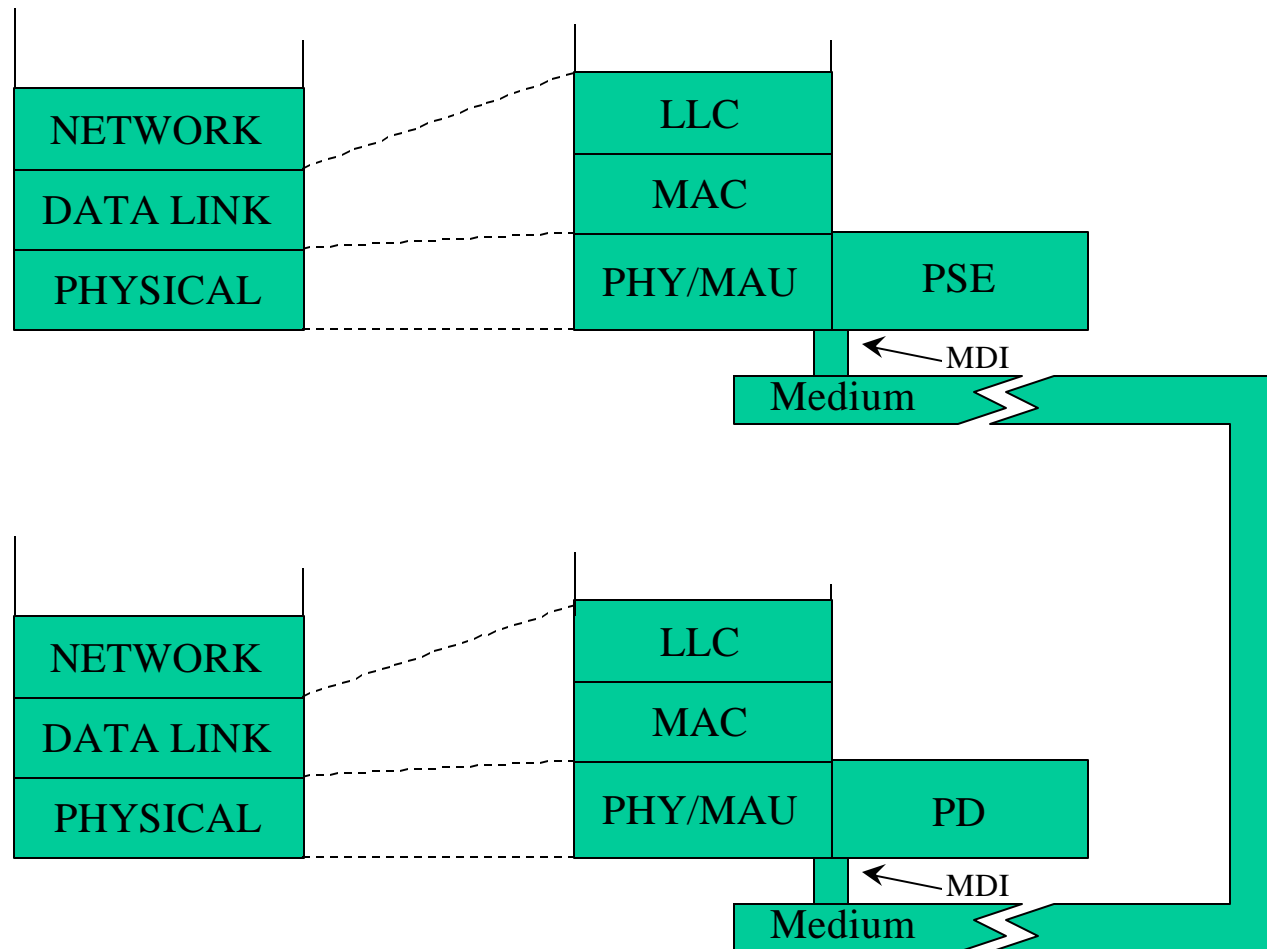 NETWORK
DATA LINK
PHYSICAL
LLC
MAC
PHY/MAU
PSE
MDI
Medium
NETWORK
DATA LINK
PHYSICAL
LLC
MAC
PHY/MAU
PD
MDI
Medium